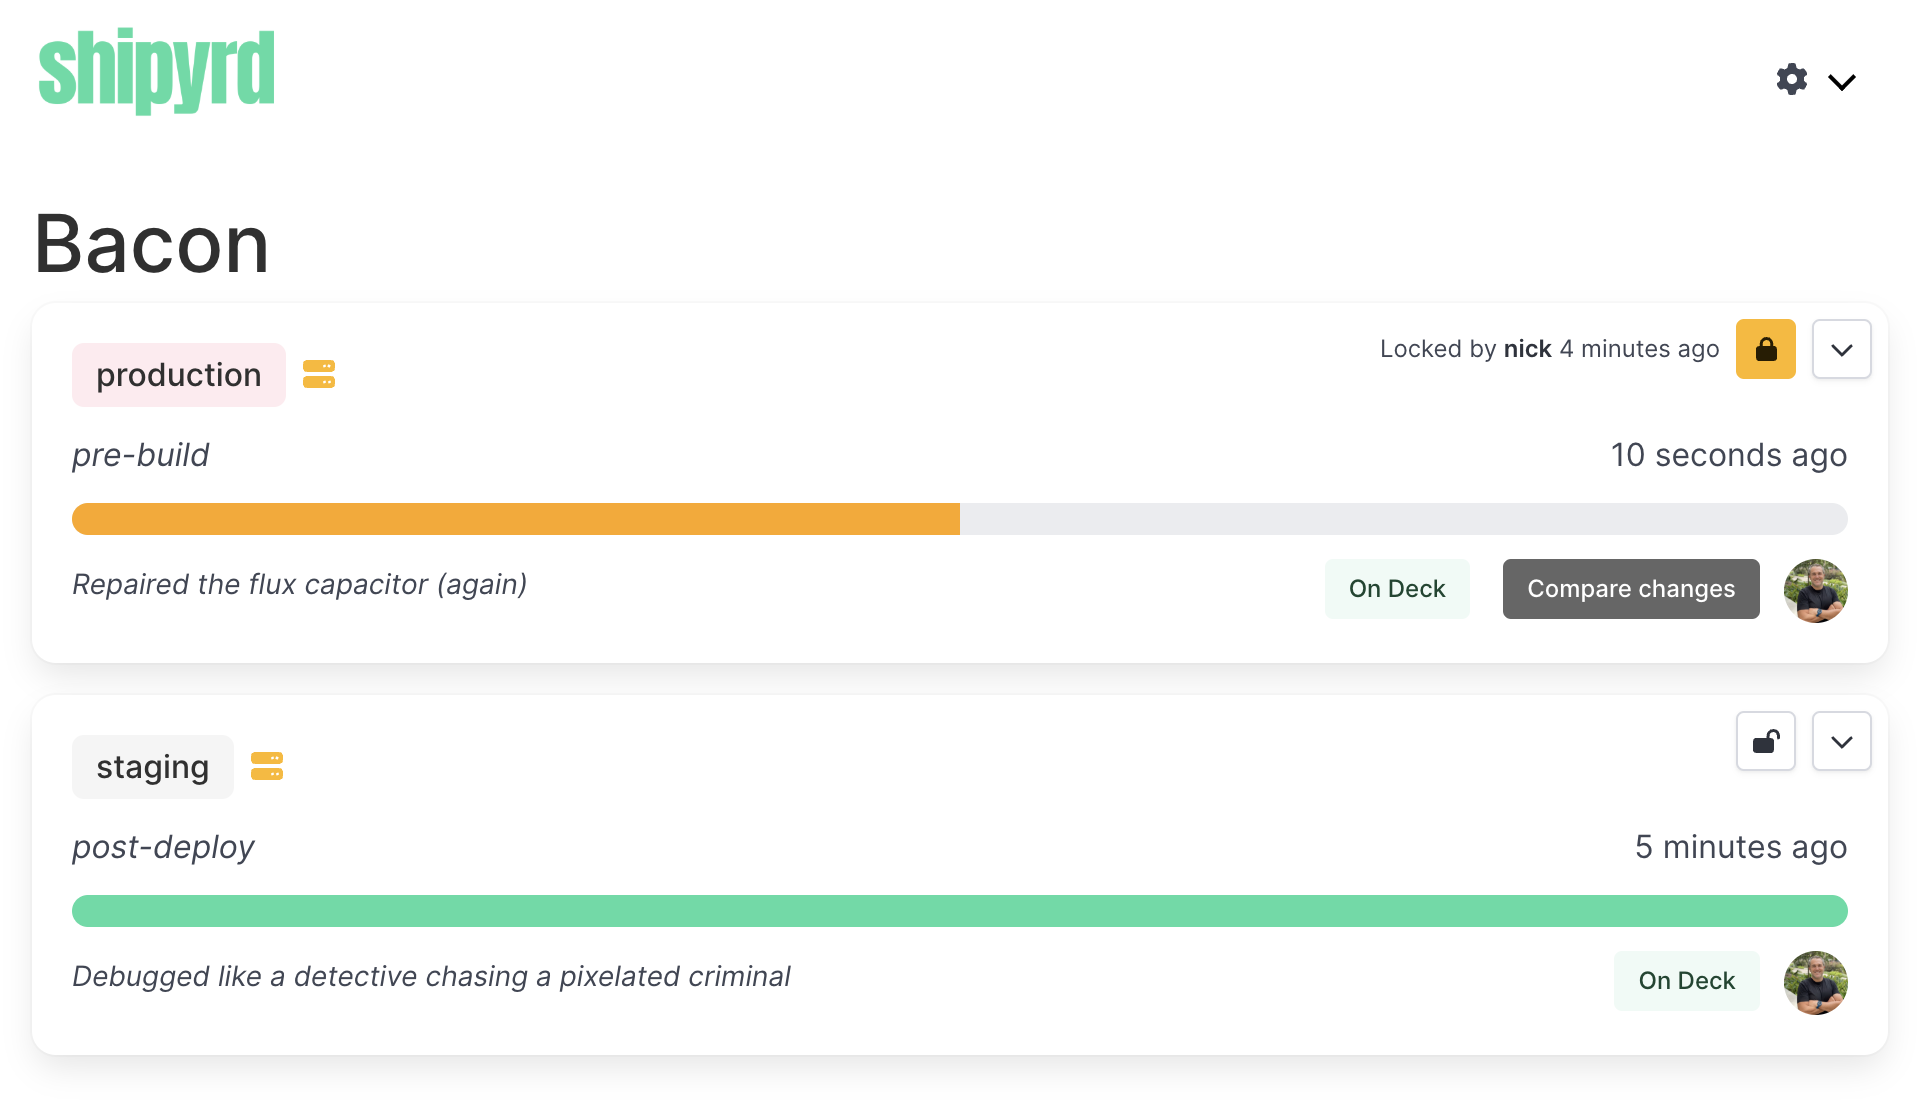 shipyrd
Bacon
production
Locked by nick 4 minutes ago
pre-build
10 seconds ago
Repaired the flux capacitor (again)
On Deck
Compare changes
staging
post-deploy
5 minutes ago
Debugged like a detective chasing a pixelated criminal
On Deck